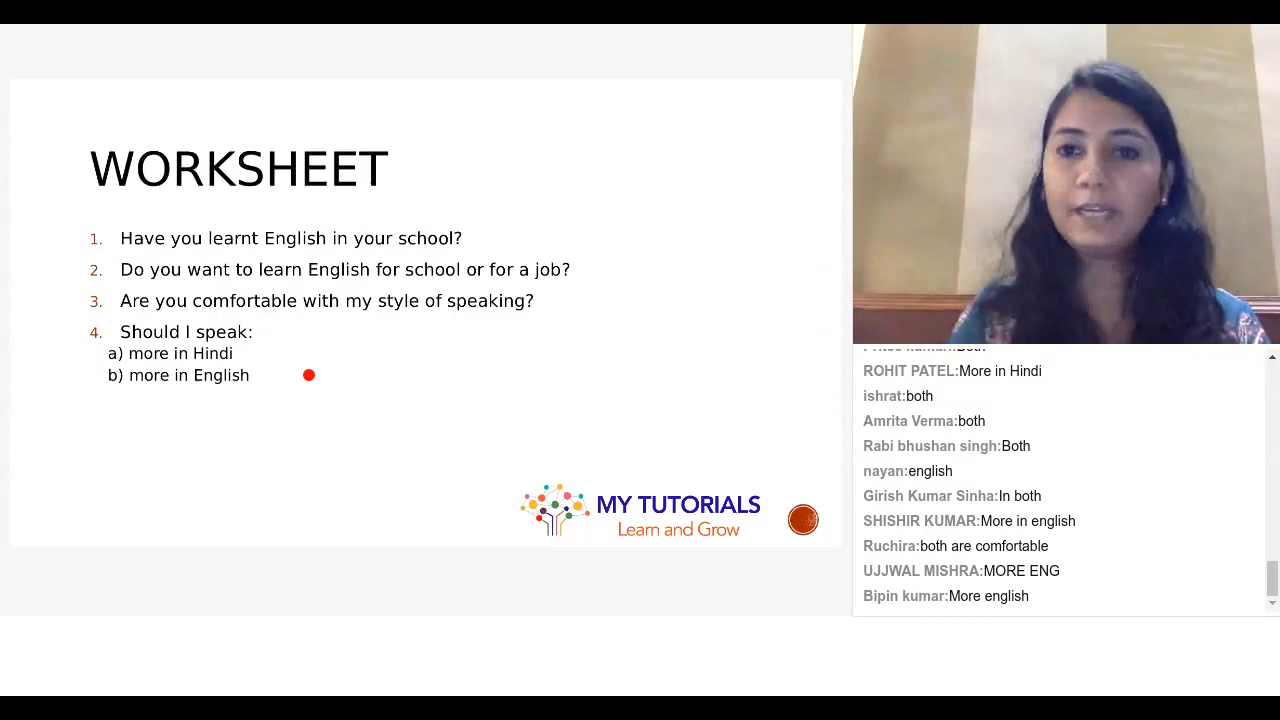 WORKSHEET
1. Have you learnt English in your school?
2. Do you want to learn English for school or for a job?
3. Are you comfortable with my style of speaking?
4. Should I speak:
a) more in Hindi
b) more in English
MY TUTORIALS
Learn and Grow
ROHIT PATEL:More in Hindi
ishrat:both
Amrita Verma:both
Rabi bhushan singh:Both
nayan:english
Girish Kumar Sinha:In both
SHISHIR KUMAR:More in english
Ruchira:both are comfortable
UJJWAL MISHRA:MORE ENG
Bipin kumar:More english